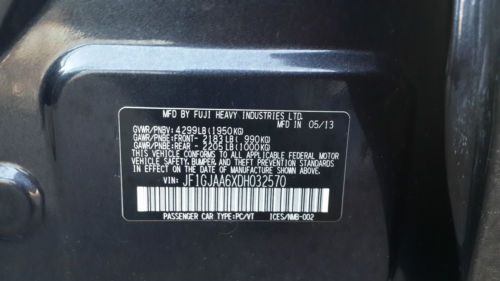 MFD BY FUJI HEAVY INDUSTRIES LTD.
MFD IN 05/13
GVWR/PNBV: 4299LB(1950KG)
GAWR/PNBE:FRONT- 2183LB( 990KG)
GAWR/PNBE:REAR - 2205LB(1000KG)
THIS VEHICLE CONFORMS TO ALL APPLICABLE FEDERAL MOTOR VEHICLE
SAFETY, BUMPER, AND THEFT PREVENTION STANDARDS
IN EFFECT ON THE DATE OF MANUFACTURE SHOWN ABOVE.
VIN: JF1GJAA6XDH032570
PASSENGER CAR TYPE:PC/VT ICES/NMB-002